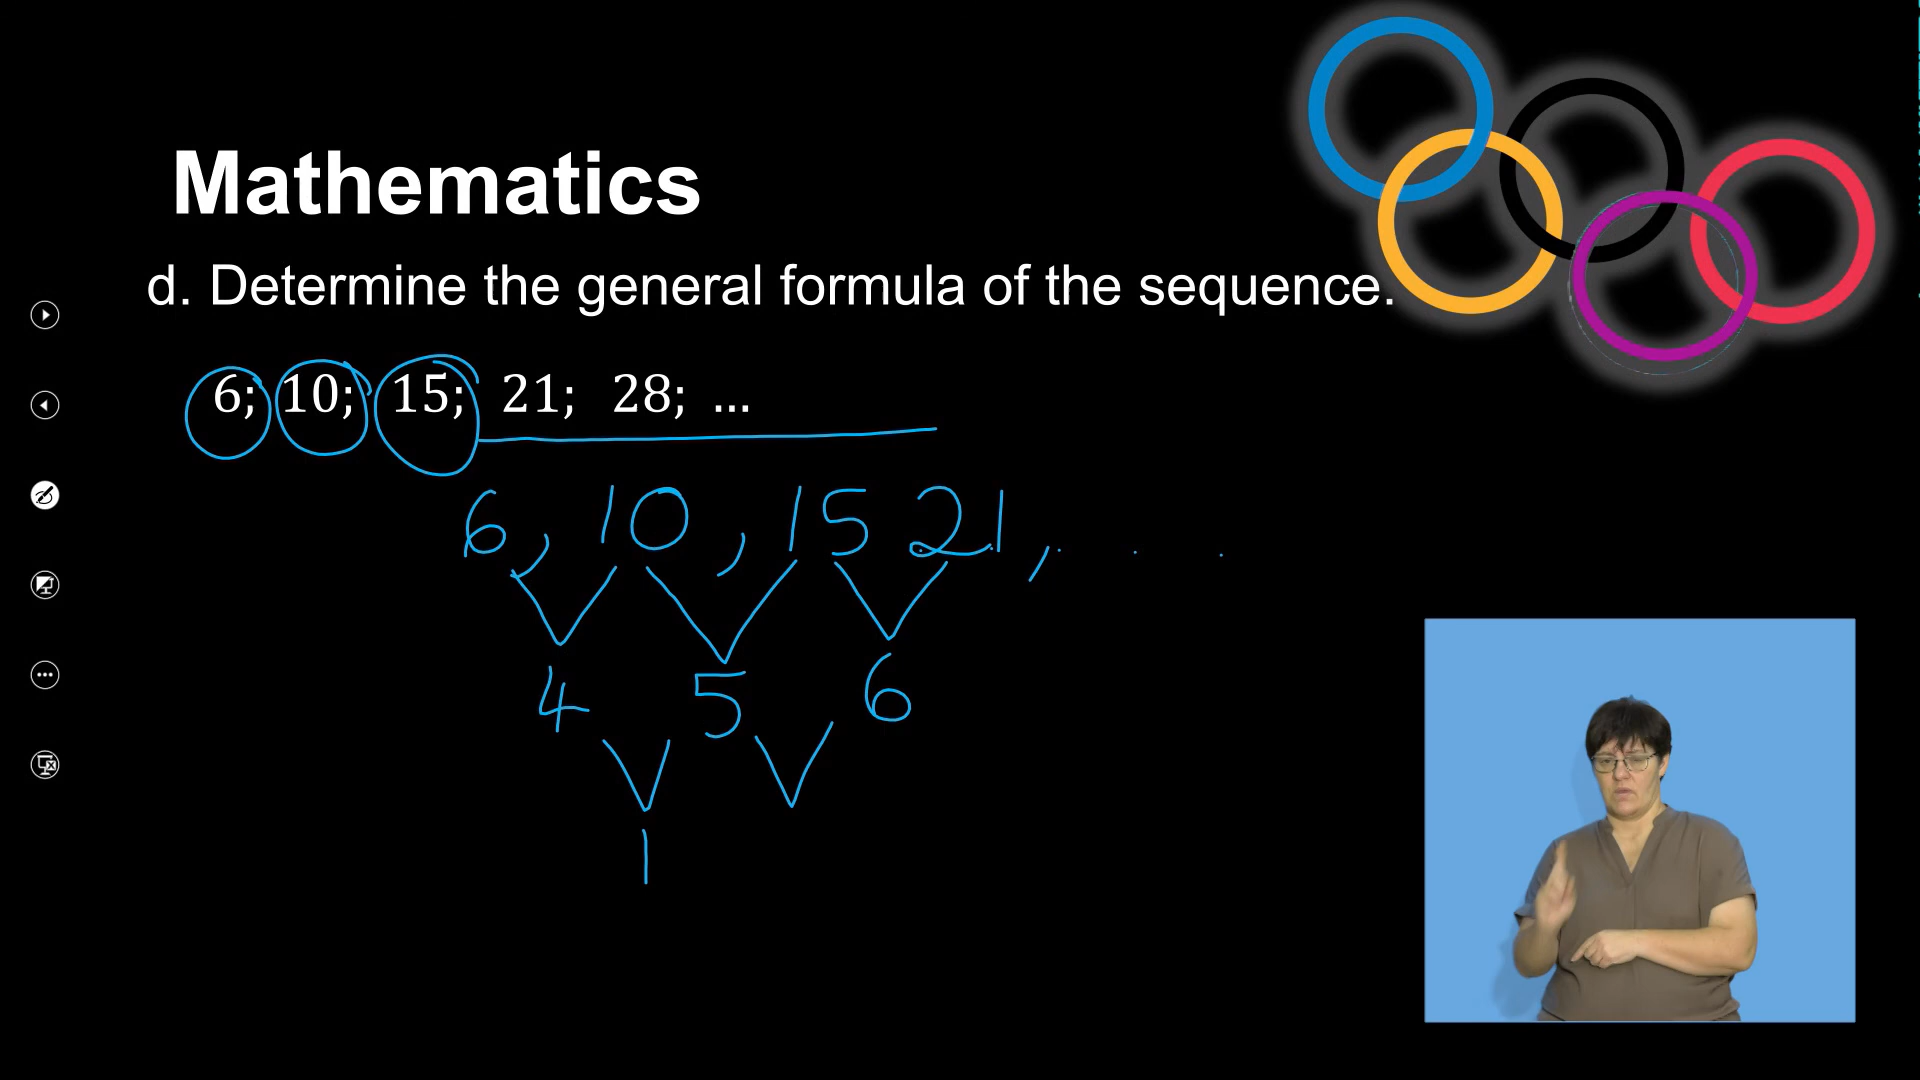 Mathematics
d. Determine the general formula of the sequence.
6; 10; 15; 21; 28; ...
6, 10, 15 21, . . .
4 5 6
1